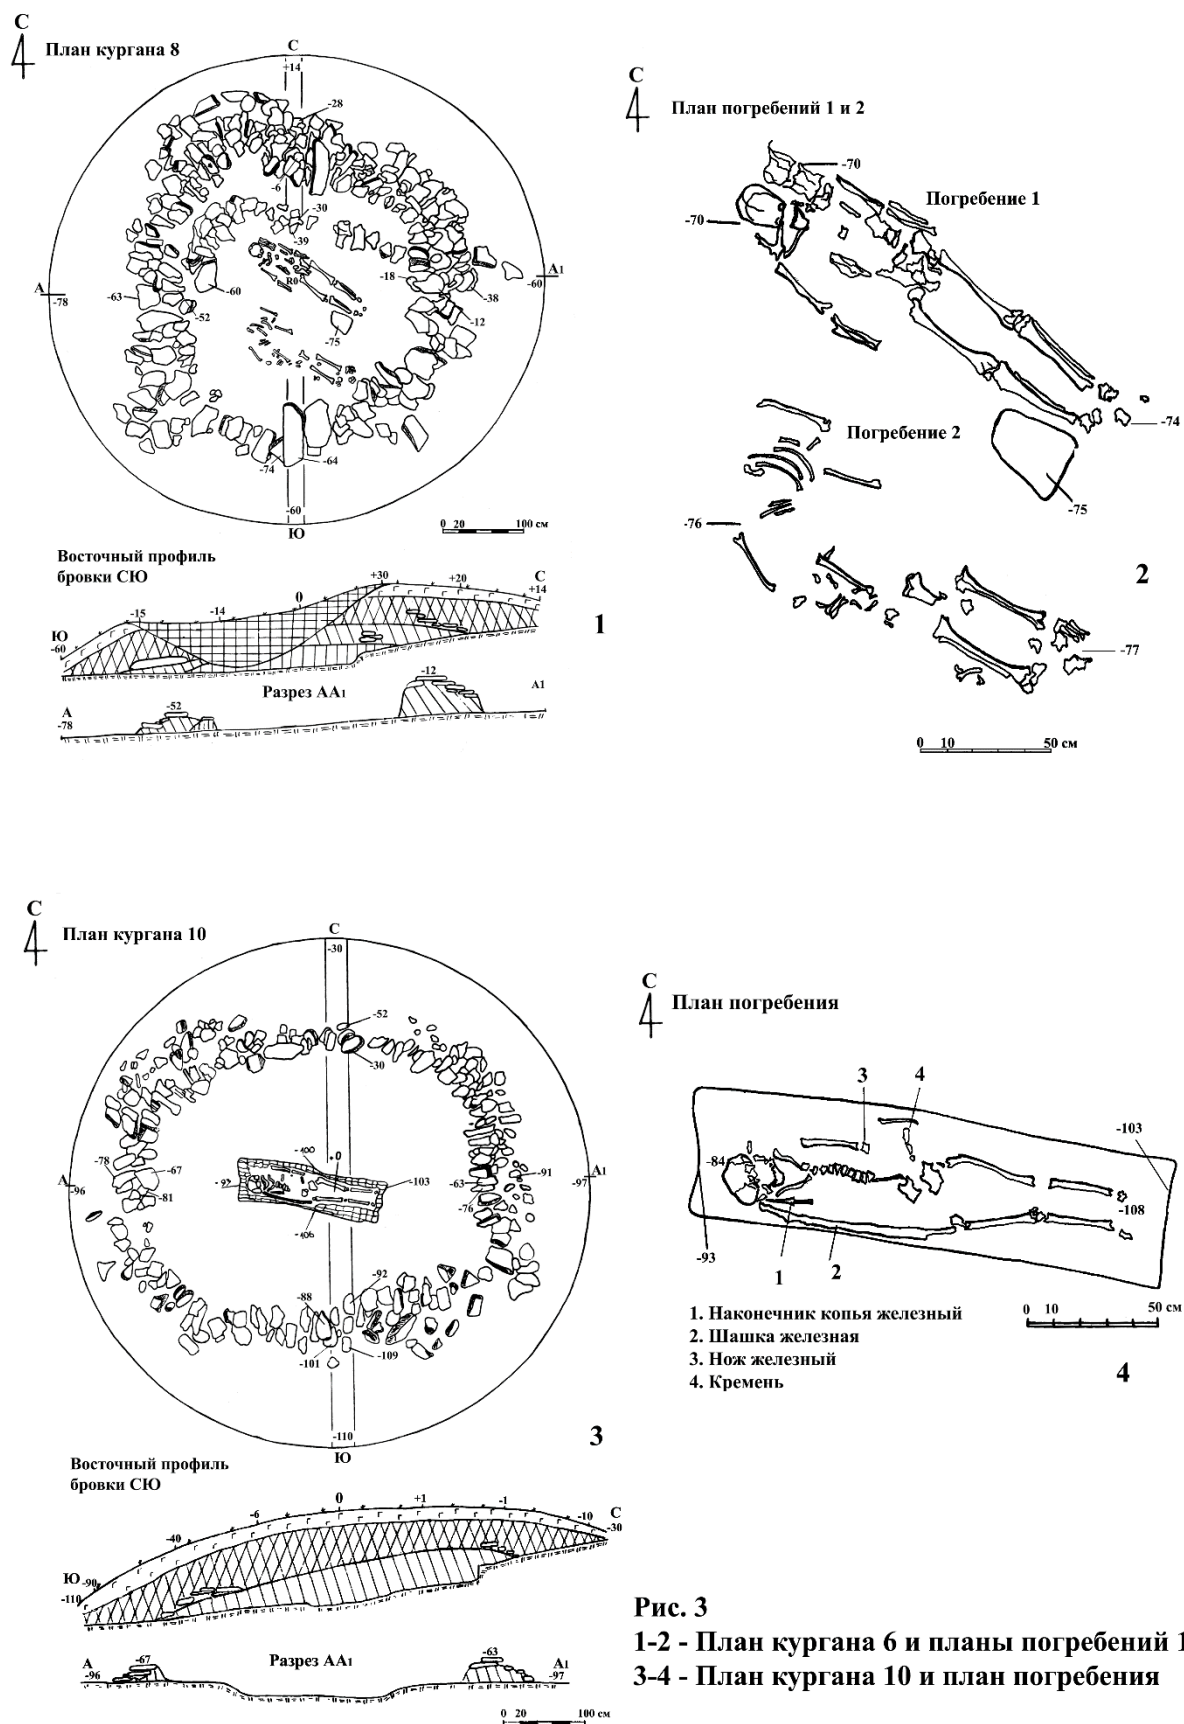 С
План кургана 8
С
+14
-28
-6
-30
-39
R0
А
-78
-63
-52
-60
-18
-38
А1
-60
-12
-75
-74
-64
-60
Ю
0 20 100 см
Восточный профиль
бровки СЮ
Ю
-60
-15
-14
0
+30
+20
С
+14
1
Разрез АА1
А
-78
-52
-12
А1
С
План погребений 1 и 2
-70
Погребение 1
-70
-74
Погребение 2
-75
-76
2
-77
0 10 50 см
С
План кургана 10
С
-30
-52
-30
А
-96
-78
-67
-81
-92
-100
0
-103
-106
-63
-76
-91
А1
-97
-92
-88
-101
-109
-110
Ю
3
Восточный профиль
бровки СЮ
Ю
-110
-90
-40
-6
0
+1
-1
-10
С
-30
А
-96
-67
Разрез АА1
-63
А1
-97
0 20 100 см
С
План погребения
3
4
-103
-84
-108
-93
1
2
1. Наконечник копья железный
2. Шашка железная
3. Нож железный
4. Кремень
0 10 50 см
4
Рис. 3
1-2 - План кургана 6 и планы погребений 1
3-4 - План кургана 10 и план погребения